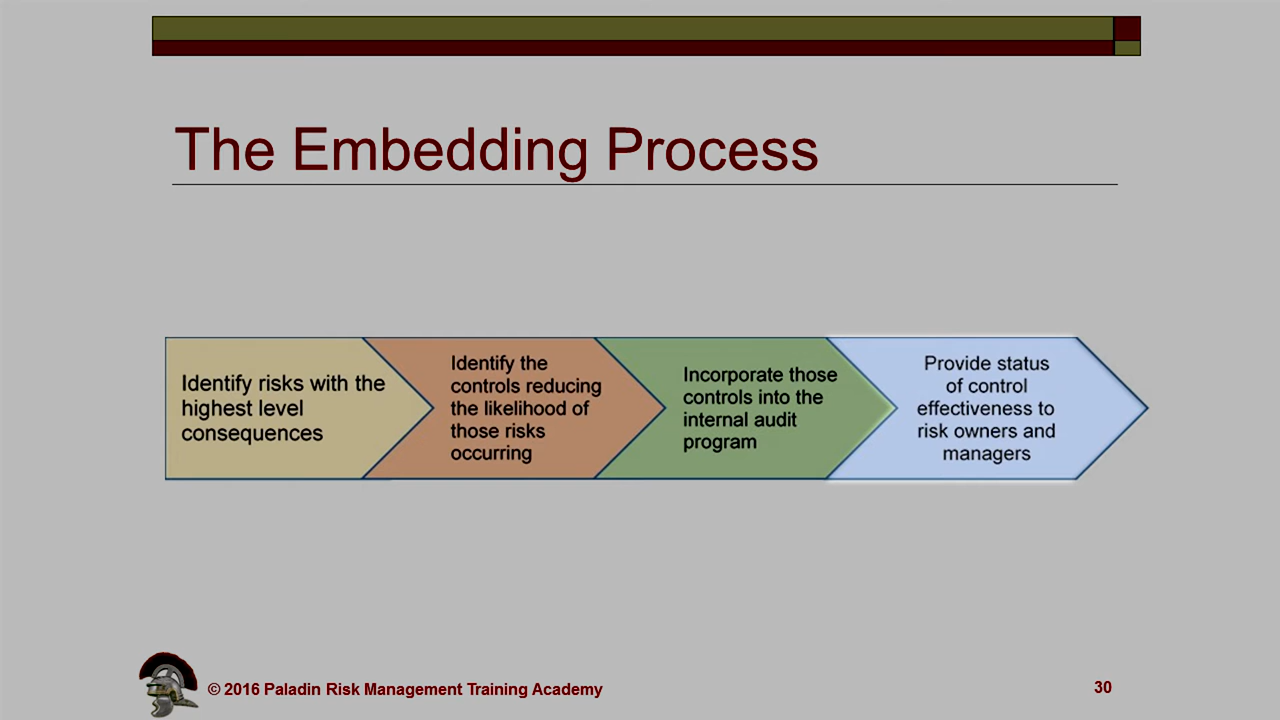 The Embedding Process
Identify risks with the
highest level
consequences
Identify the
controls reducing
the likelihood of
those risks
occurring
Incorporate those
controls into the
internal audit
program
Provide status
of control
effectiveness to
risk owners and
managers
© 2016 Paladin Risk Management Training Academy
30